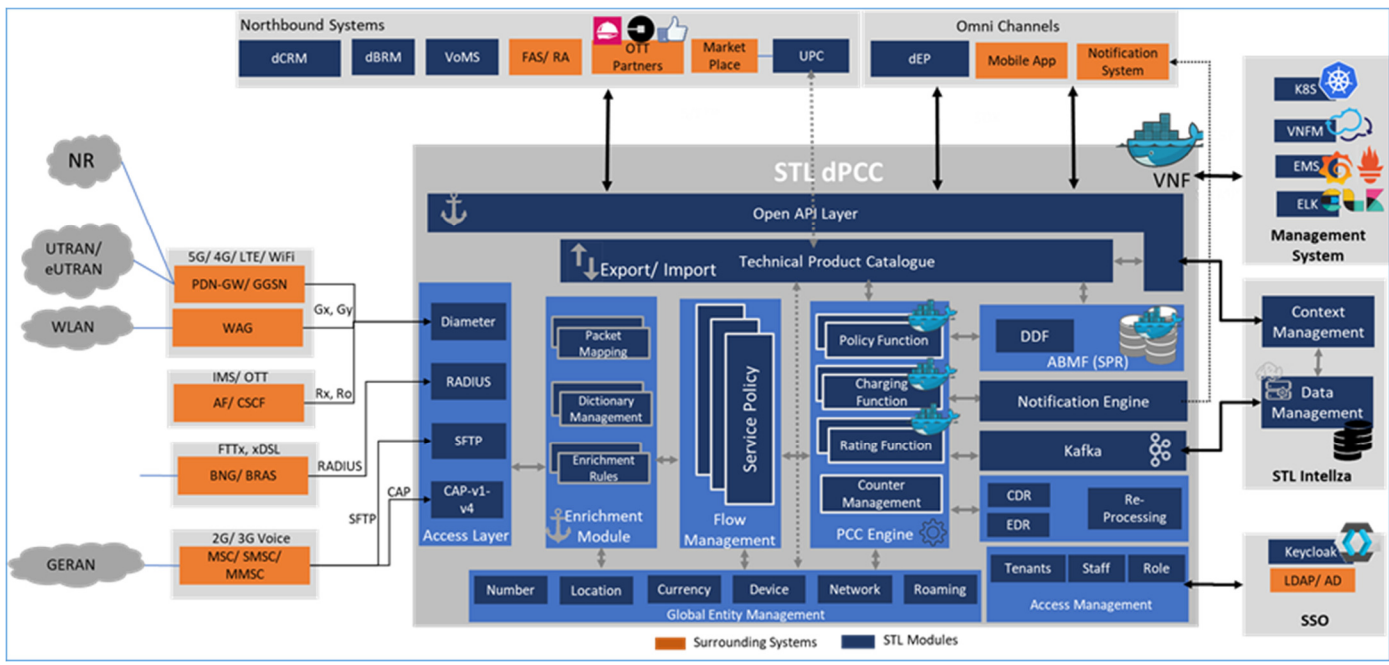 Northbound Systems
dCRM
dBRM
VoMS
FAS/ RA
OTT
Partners
Market
Place
UPC
Omni Channels
dEP
Mobile App
Notification
System
K8S
VNFM
EMS
ELK
Management
System
NR
UTRAN/
eUTRAN
WLAN
GERAN
5G/ 4G/ LTE/ WiFi
PDN-GW/ GGSN
WAG
Gx, Gy
IMS/ OTT
AF/ CSCF
Rx, Ro
FTTx, xDSL
BNG/ BRAS
RADIUS
2G/ 3G Voice
MSC/ SMSC/
MMSC
SFTP
CAP
STL dPCC
VNF
Open API Layer
Export/ Import
Technical Product Catalogue
Diameter
RADIUS
SFTP
CAP-v1-
v4
Access Layer
Packet
Mapping
Dictionary
Management
Enrichment
Rules
Enrichment
Module
Service Policy
Flow
Management
Policy Function
Charging
Function
Rating Function
Counter
Management
PCC Engine
DDF
ABMF (SPR)
Notification Engine
Kafka
CDR
EDR
Re-
Processing
Tenants
Staff
Role
Access Management
Number
Location
Currency
Device
Network
Roaming
Global Entity Management
Context
Management
Data
Management
STL Intellza
Keycloak
LDAP/ AD
SSO
Surrounding Systems
STL Modules